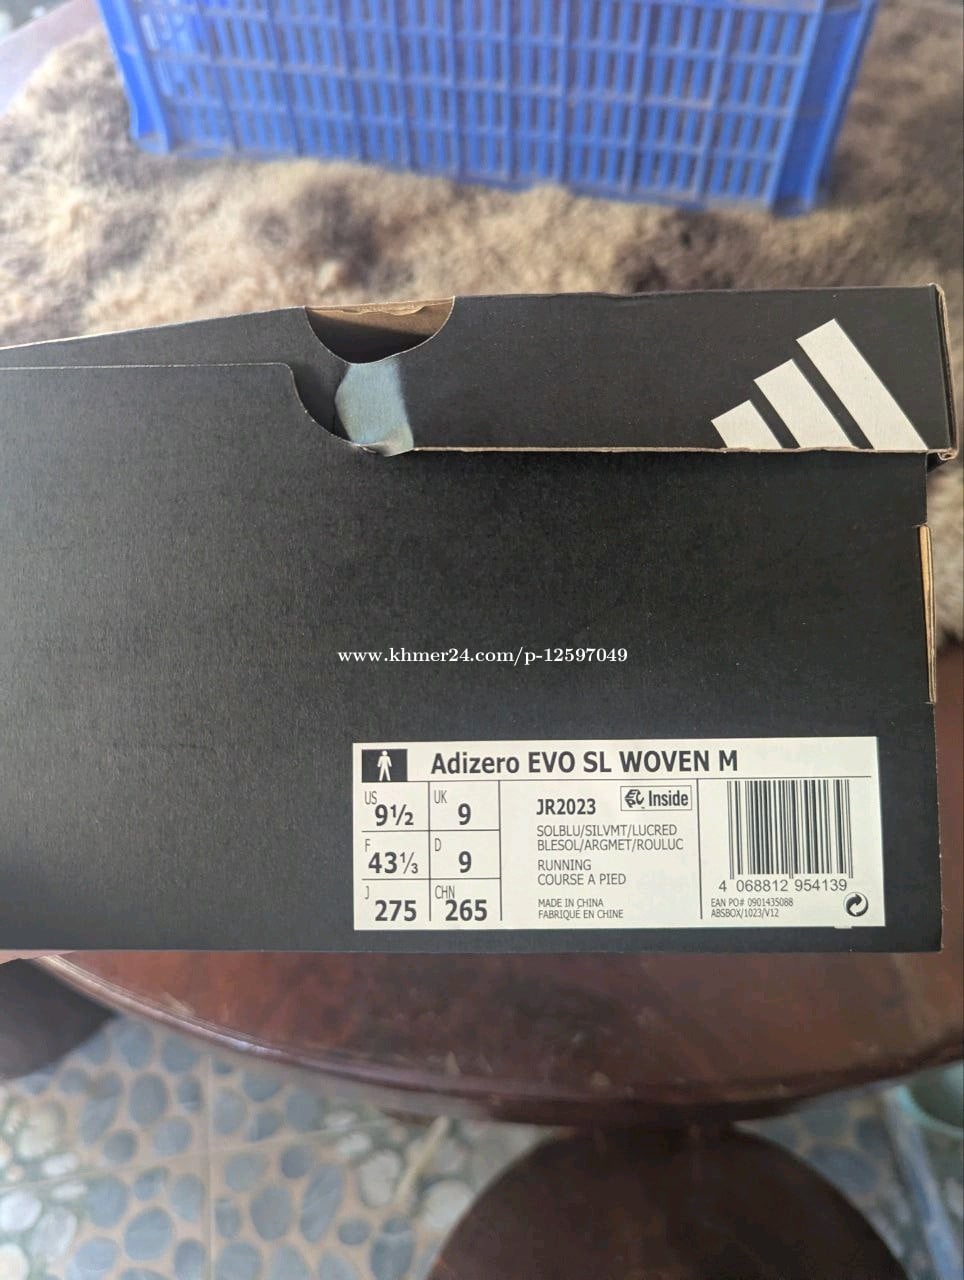 www.khmer24.com/p-12597049
Adizero EVO SL WOVEN M
US
9½
UK
9
F
43⅓
D
9
J
275
CHN
265
JR2023
Inside
SOLBLU/SILVMT/LUCRED
BLESOL/ARGMET/ROULUC
RUNNING
COURSE A PIED
MADE IN CHINA
FABRIQUÉ EN CHINE
4 068812 954139
EAN PO# 0901435088
ABSBOX/1023/V12